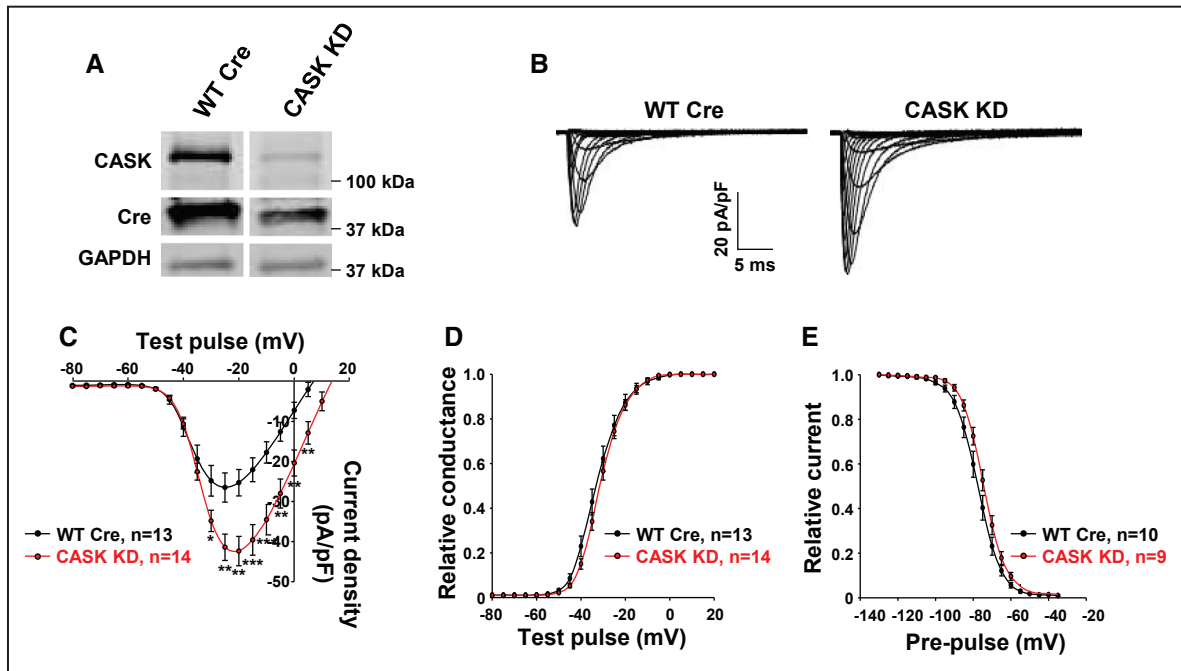 A
WT Cre
CASK KD
CASK
100 kDa
Cre
37 kDa
GAPDH
37 kDa
B
WT Cre
CASK KD
20 pA/pF
5 ms
C
Test pulse (mV)
-80 -60 -40 -20 0 20
-10
-20
-30
-40
-50
Current density
(pA/pF)
* ** ** *** *** ** ** **
WT Cre, n=13
CASK KD, n=14
D
Relative conductance
1.0
0.8
0.6
0.4
0.2
0
-80 -60 -40 -20 0 20
Test pulse (mV)
WT Cre, n=13
CASK KD, n=14
E
Relative current
1.0
0.8
0.6
0.4
0.2
0
-140 -120 -100 -80 -60 -40 -20
Pre-pulse (mV)
WT Cre, n=10
CASK KD, n=9